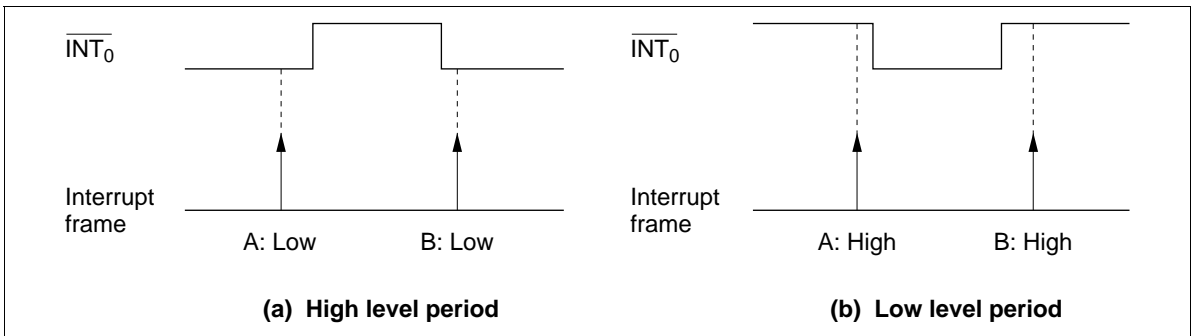 INT0
Interrupt
frame
A: Low
B: Low
(a) High level period
INT0
Interrupt
frame
A: High
B: High
(b) Low level period